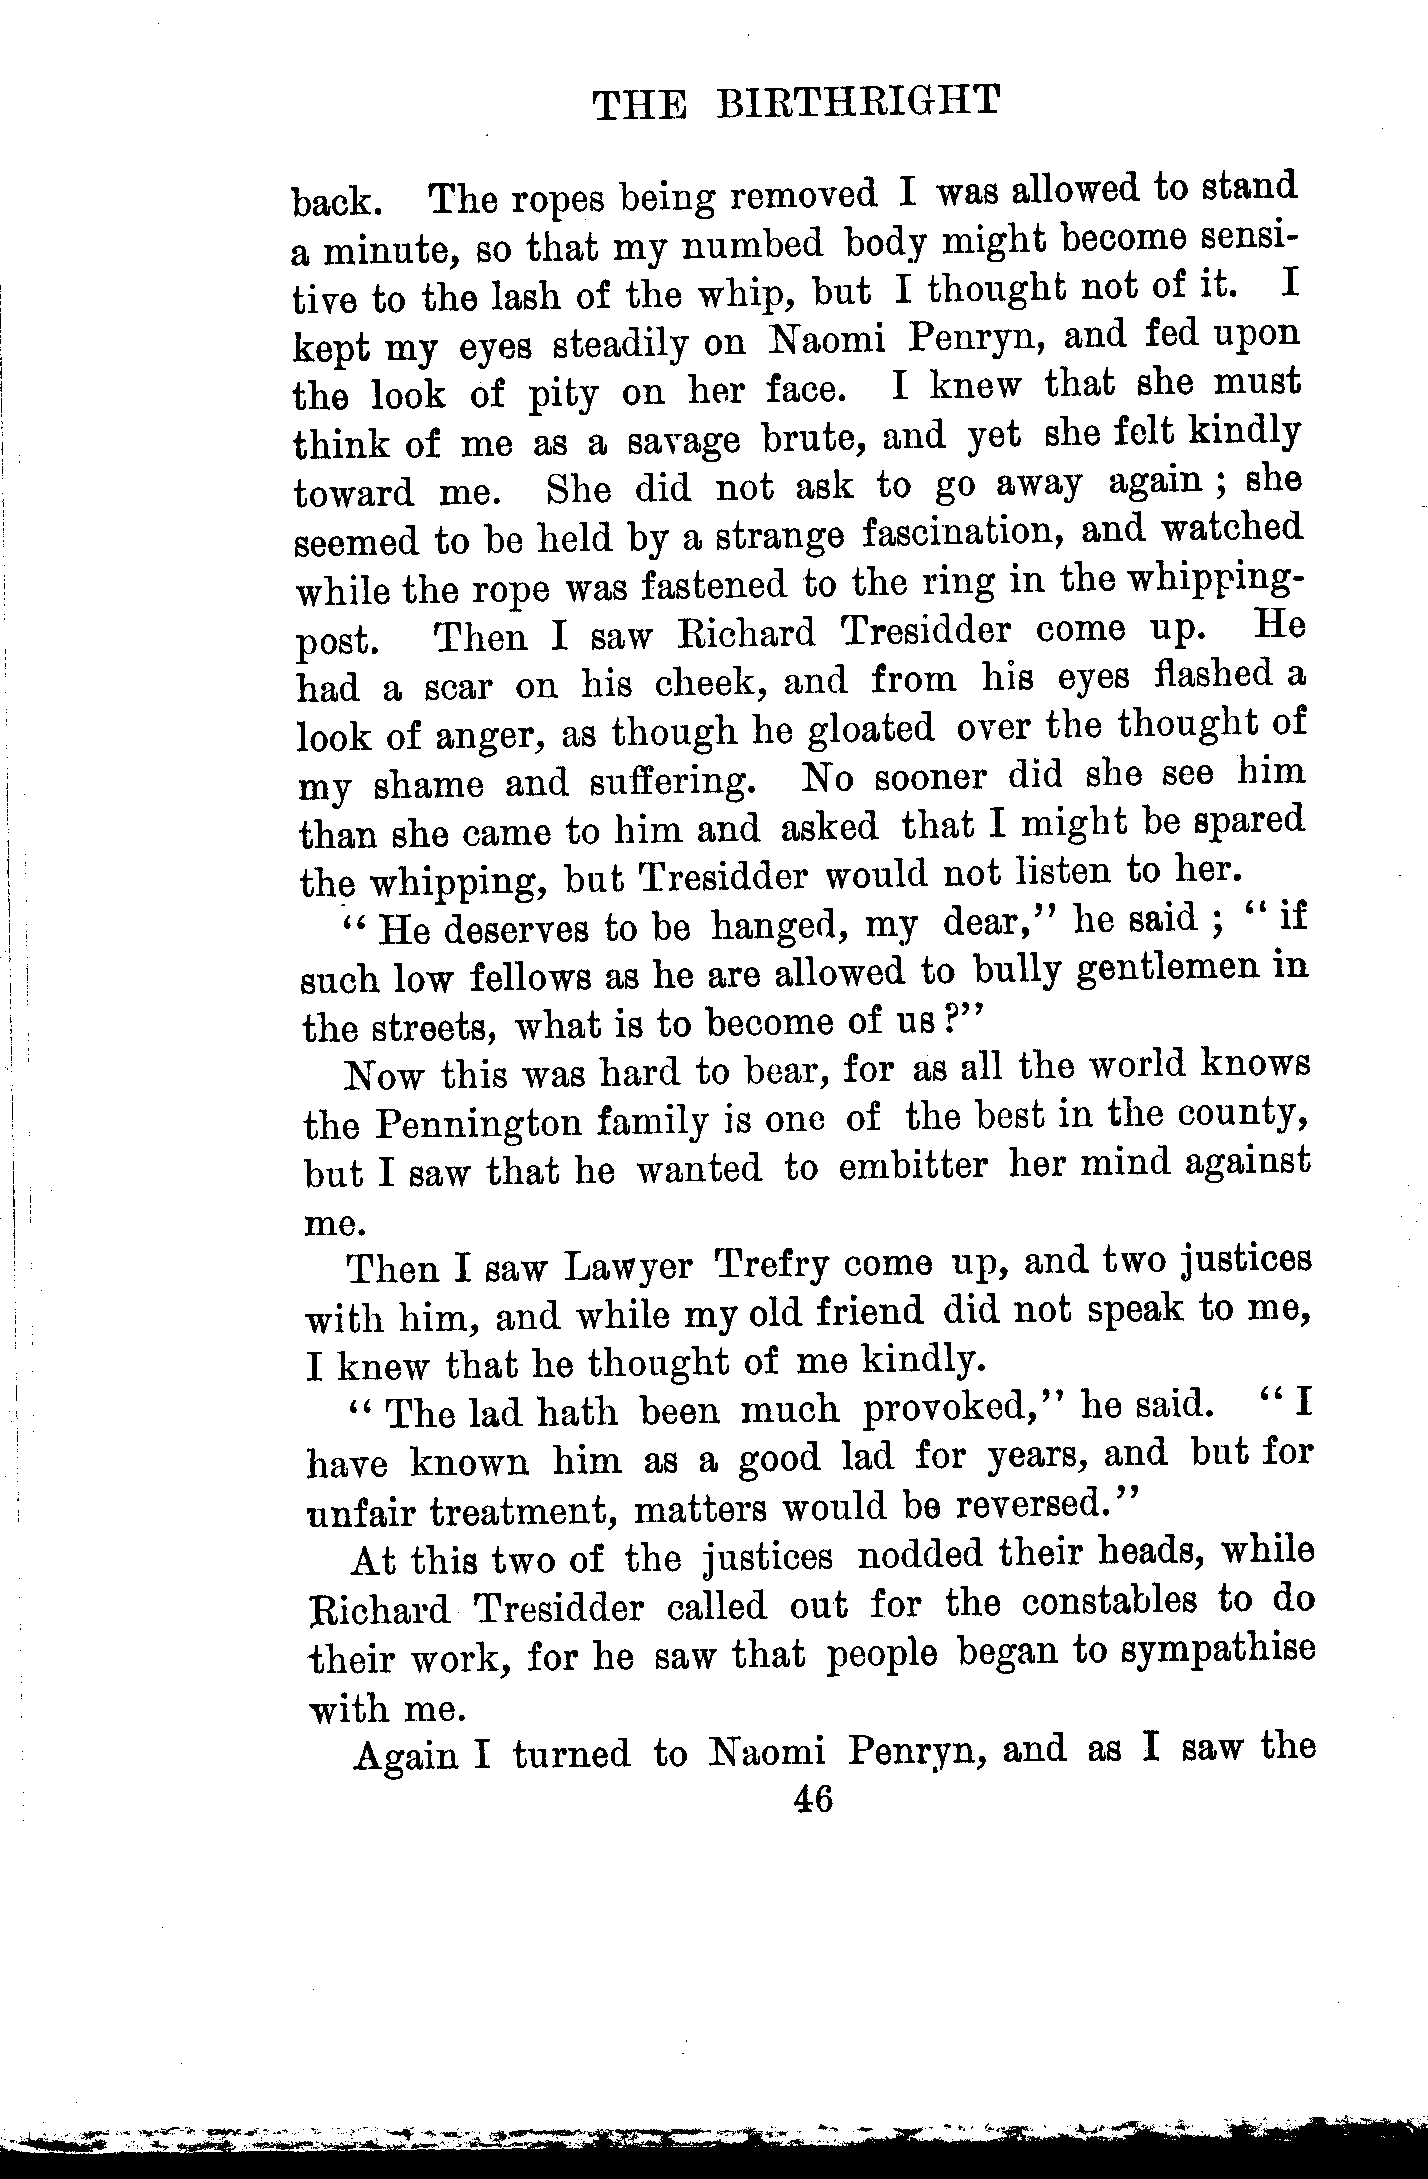 THE BIRTHRIGHT
back. The ropes being removed I was allowed to stand
a minute, so that my numbed body might become sensi-
tive to the lash of the whip, but I thought not of it. I
kept my eyes steadily on Naomi Penryn, and fed upon
the look of pity on her face. I knew that she must
think of me as a savage brute, and yet she felt kindly
toward me. She did not ask to go away again ; she
seemed to be held by a strange fascination, and watched
while the rope was fastened to the ring in the whipping-
post. Then I saw Richard Tresidder come up. He
had a scar on his cheek, and from his eyes flashed a
look of anger, as though he gloated over the thought of
my shame and suffering. No sooner did she see him
than she came to him and asked that I might be spared
the whipping, but Tresidder would not listen to her.
“ He deserves to be hanged, my dear,” he said ; “ if
such low fellows as he are allowed to bully gentlemen in
the streets, what is to become of us ?”
Now this was hard to bear, for as all the world knows
the Pennington family is one of the best in the county,
but I saw that he wanted to embitter her mind against
me.
Then I saw Lawyer Trefry come up, and two justices
with him, and while my old friend did not speak to me,
I knew that he thought of me kindly.
“ The lad hath been much provoked,” he said. “ I
have known him as a good lad for years, and but for
unfair treatment, matters would be reversed.”
At this two of the justices nodded their heads, while
Richard Tresidder called out for the constables to do
their work, for he saw that people began to sympathise
with me.
Again I turned to Naomi Penryn, and as I saw the
46